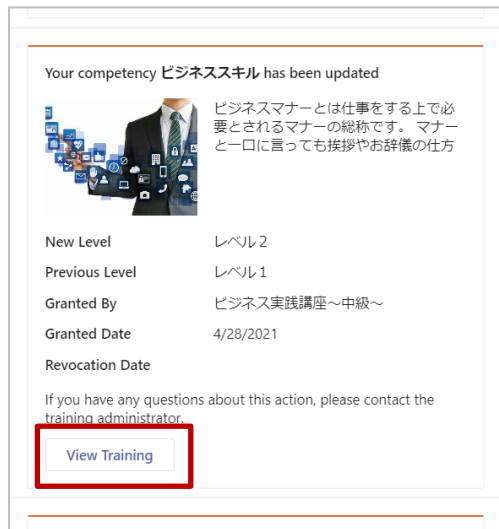 Your competency ビジネススキル has been updated
ビジネスマナーとは仕事をする上で必
要とされるマナーの総称です。 マナー
と一口に言っても挨拶やお辞儀の仕方
New Level レベル 2
Previous Level レベル 1
Granted By ビジネス実践講座～中級～
Granted Date 4/28/2021
Revocation Date
If you have any questions about this action, please contact the
training administrator.
View Training